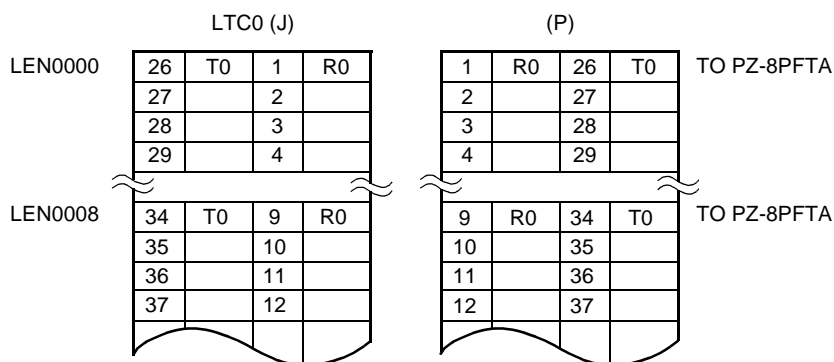 LTC0 (J) (P)
LEN0000 26 T0 1 R0 1 R0 26 T0 TO PZ-8PFTA
27 2 2 27
28 3 3 28
29 4 4 29
LEN0008 34 T0 9 R0 9 R0 34 T0 TO PZ-8PFTA
35 10 10 35
36 11 11 36
37 12 12 37